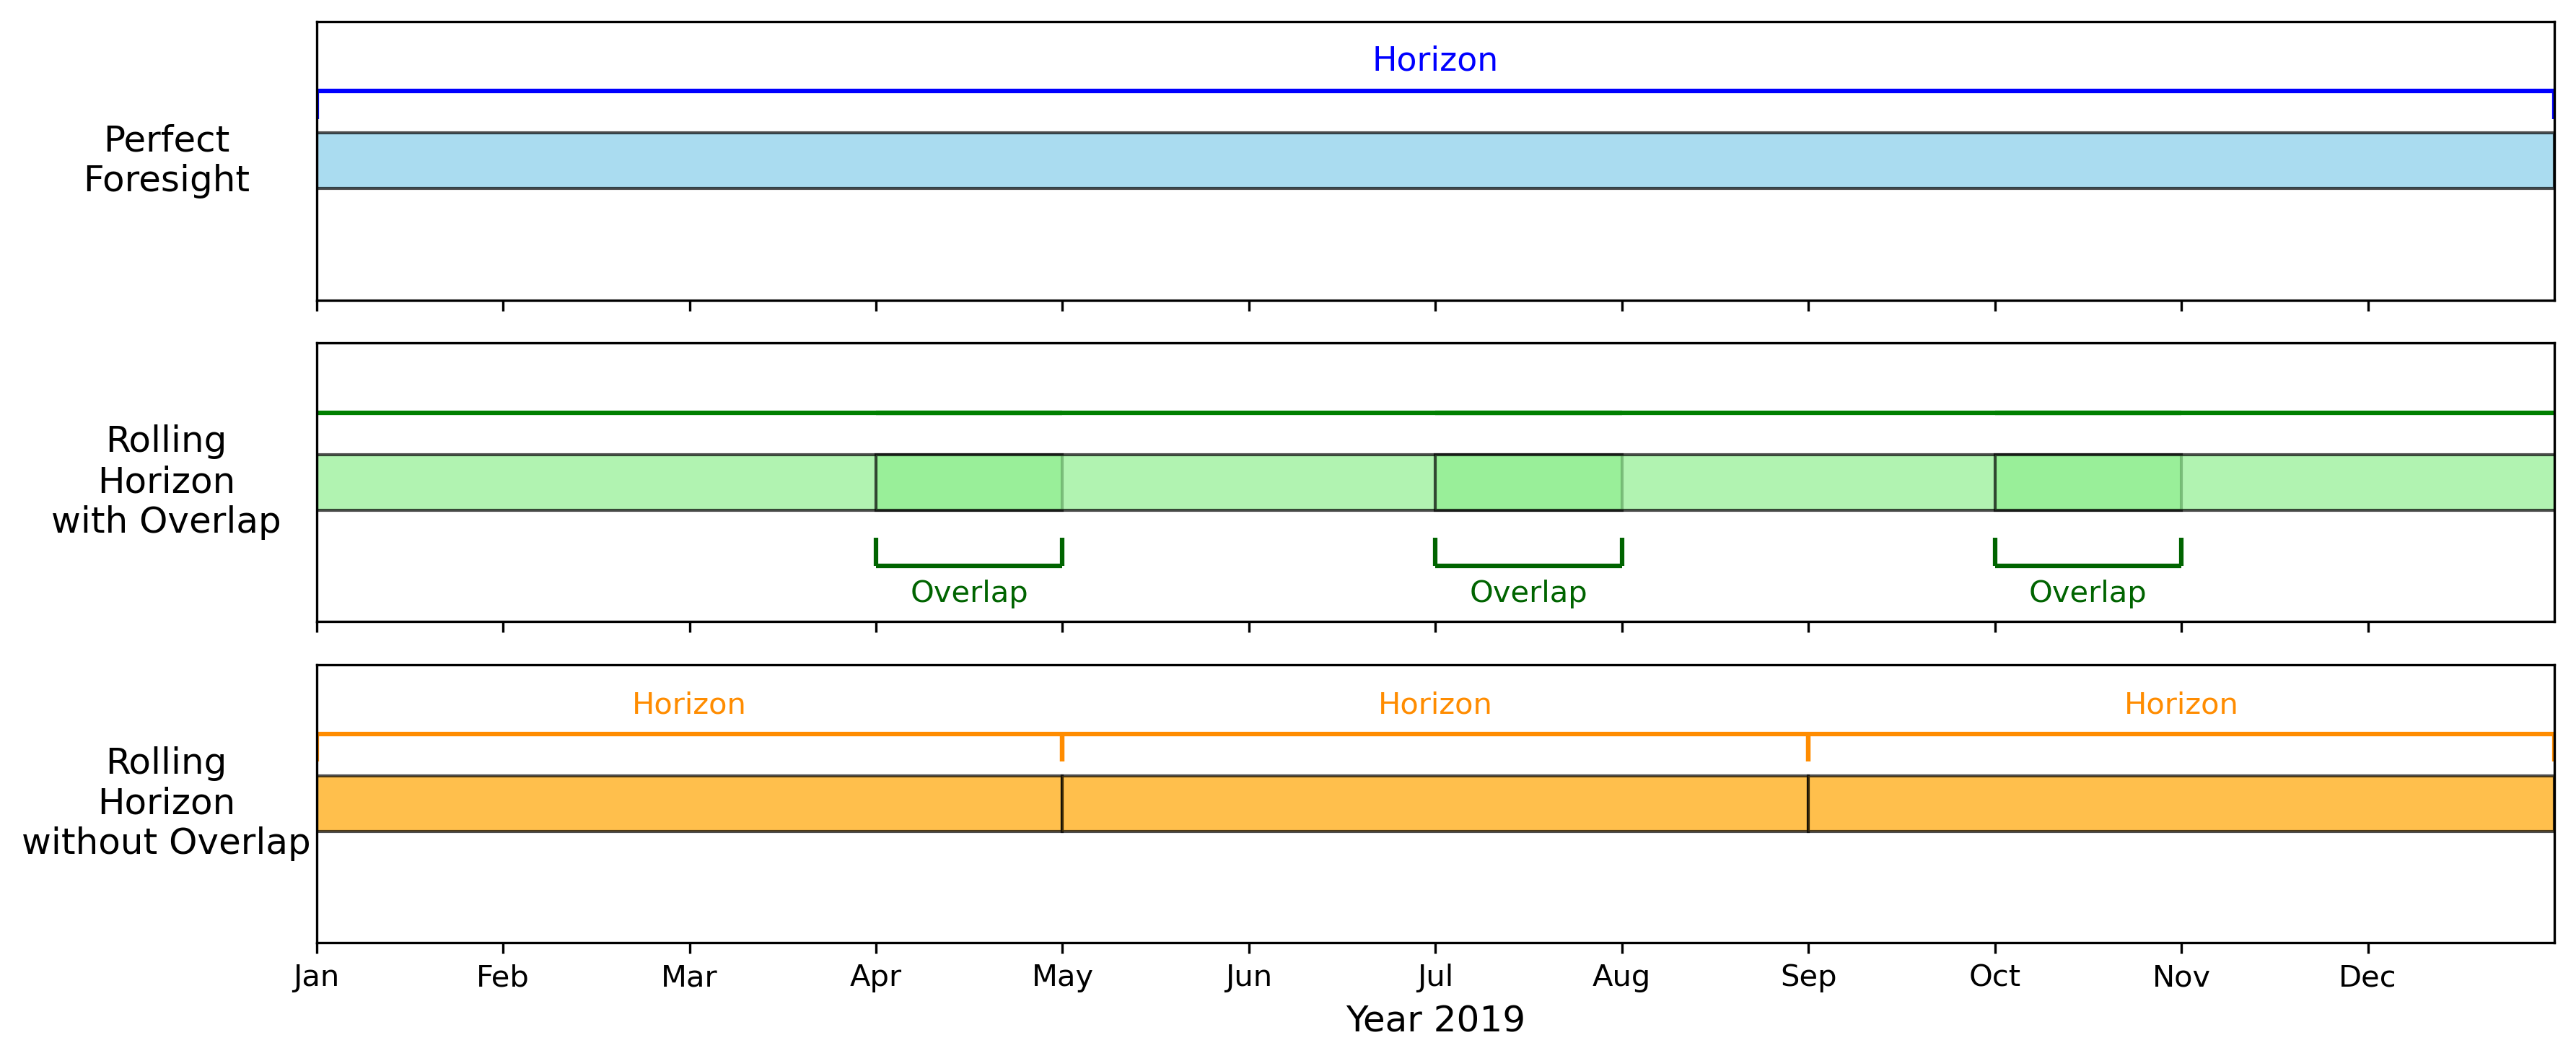 Horizon
Perfect
Foresight
Rolling
Horizon
with Overlap
Overlap Overlap Overlap
Horizon Horizon Horizon
Rolling
Horizon
without Overlap
Jan Feb Mar Apr May Jun Jul Aug Sep Oct Nov Dec
Year 2019